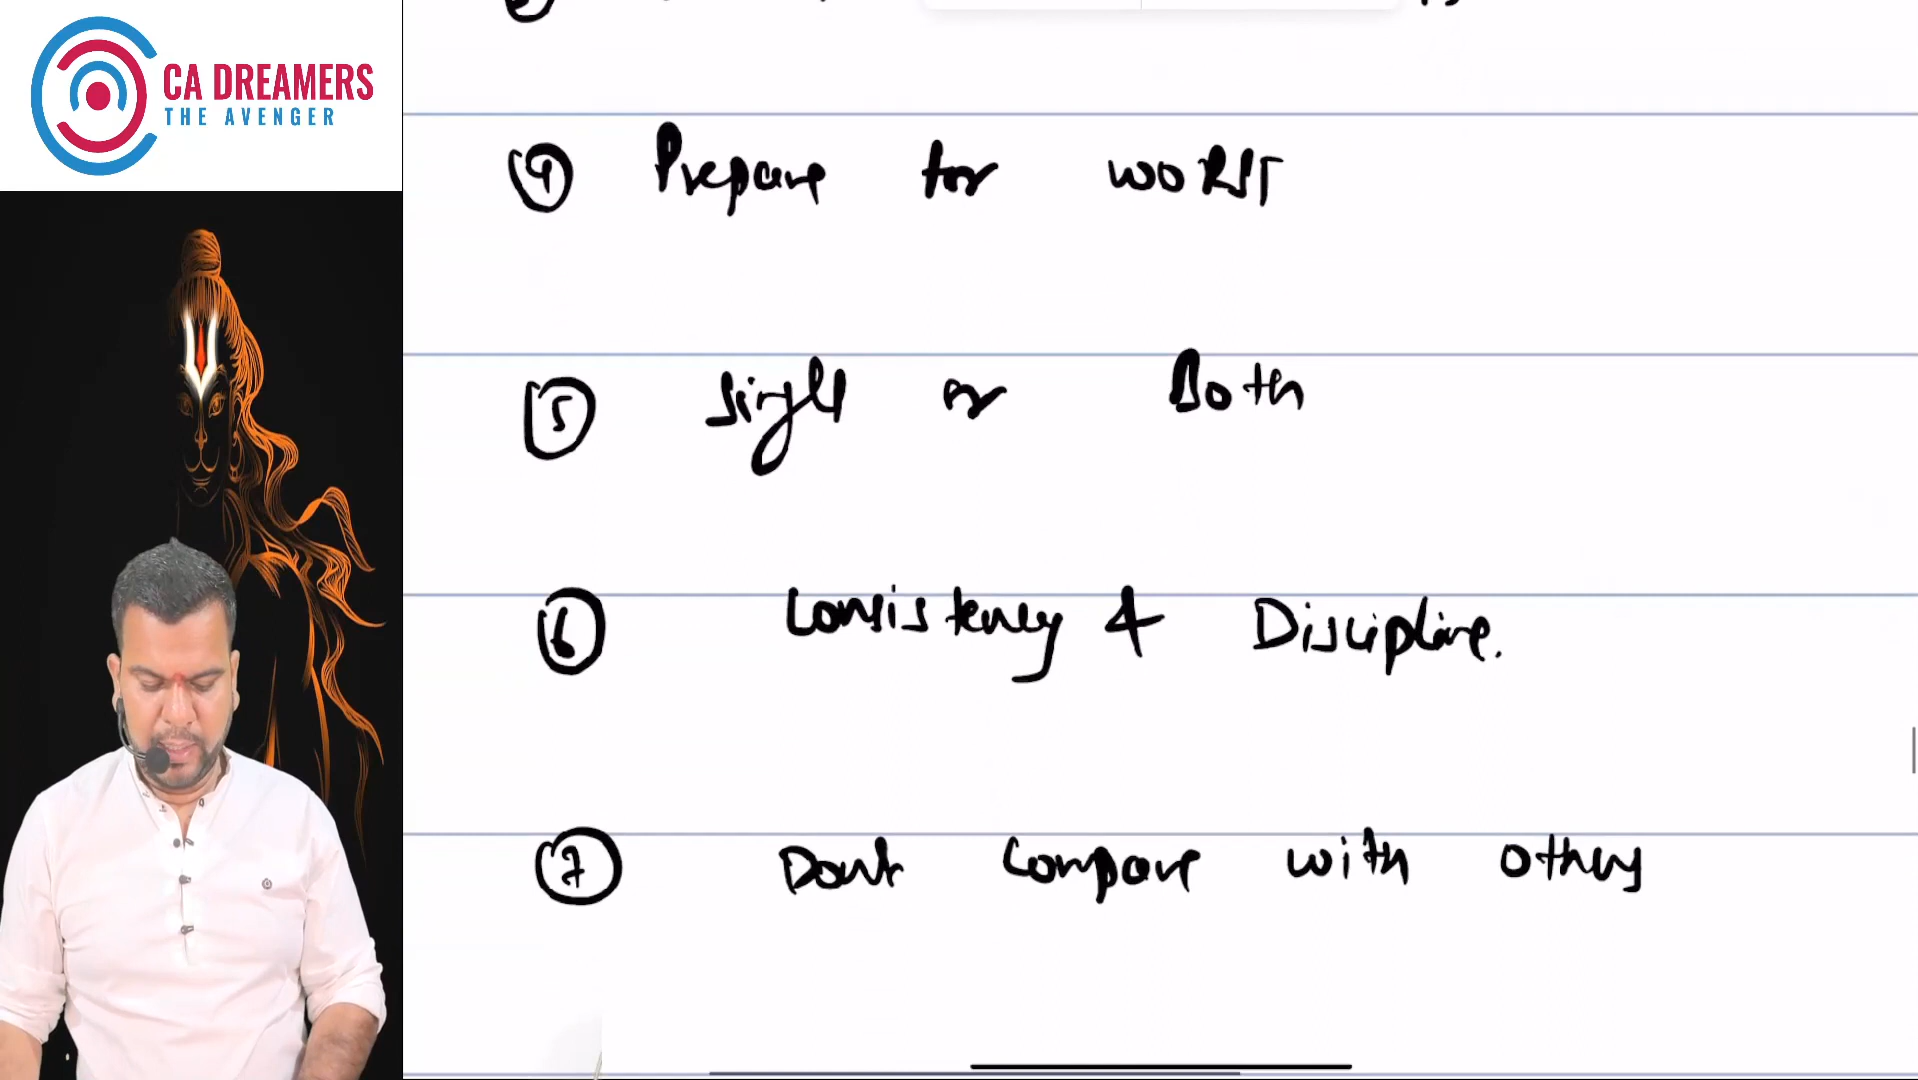 CA DREAMERS
THE AVENGER
④ Prepare for WORST
⑤ Single or Both
⑥ Consistency & Discipline.
⑦ Dont Compare with others